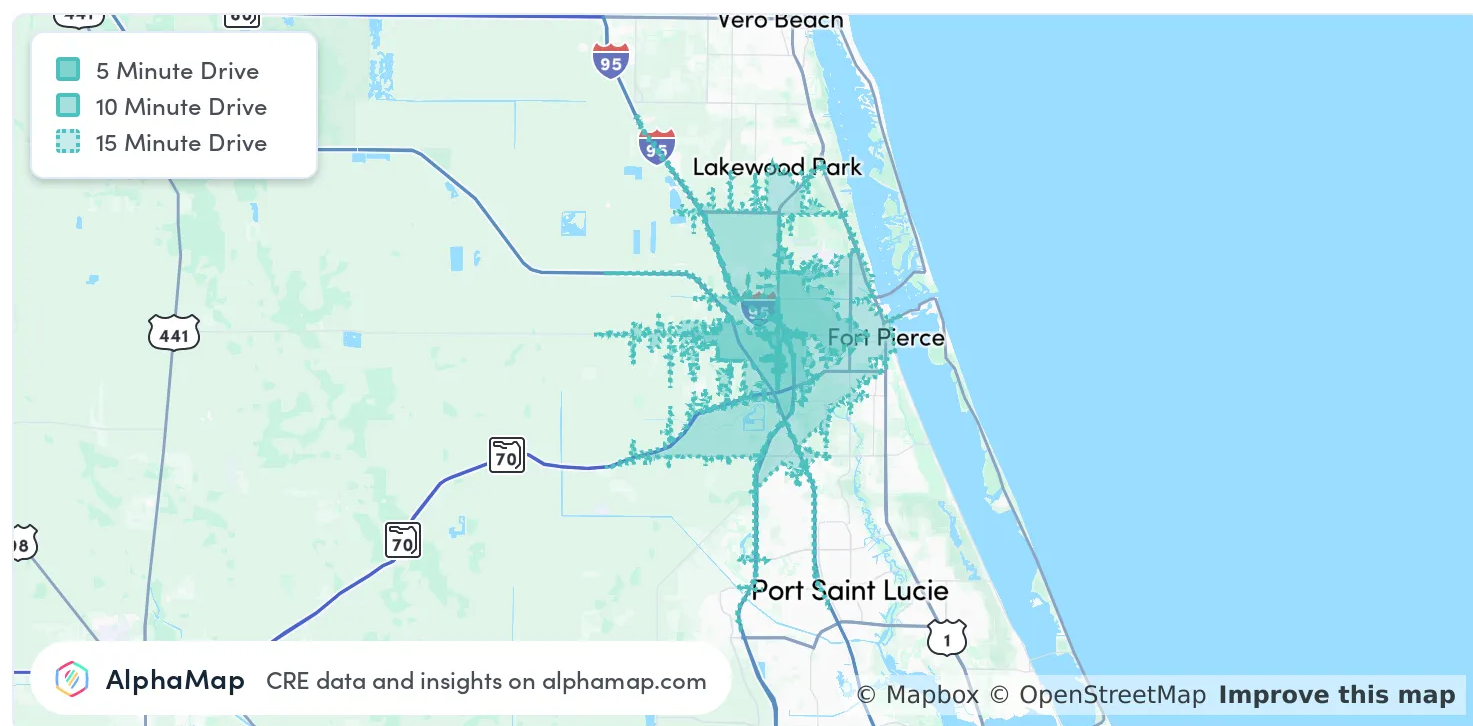 441
60
Vero Beach
95
5 Minute Drive
10 Minute Drive
15 Minute Drive
95
Lakewood Park
95
441
Fort Pierce
70
70
98
Port Saint Lucie
1
AlphaMap CRE data and insights on alphamap.com
© Mapbox © OpenStreetMap Improve this map